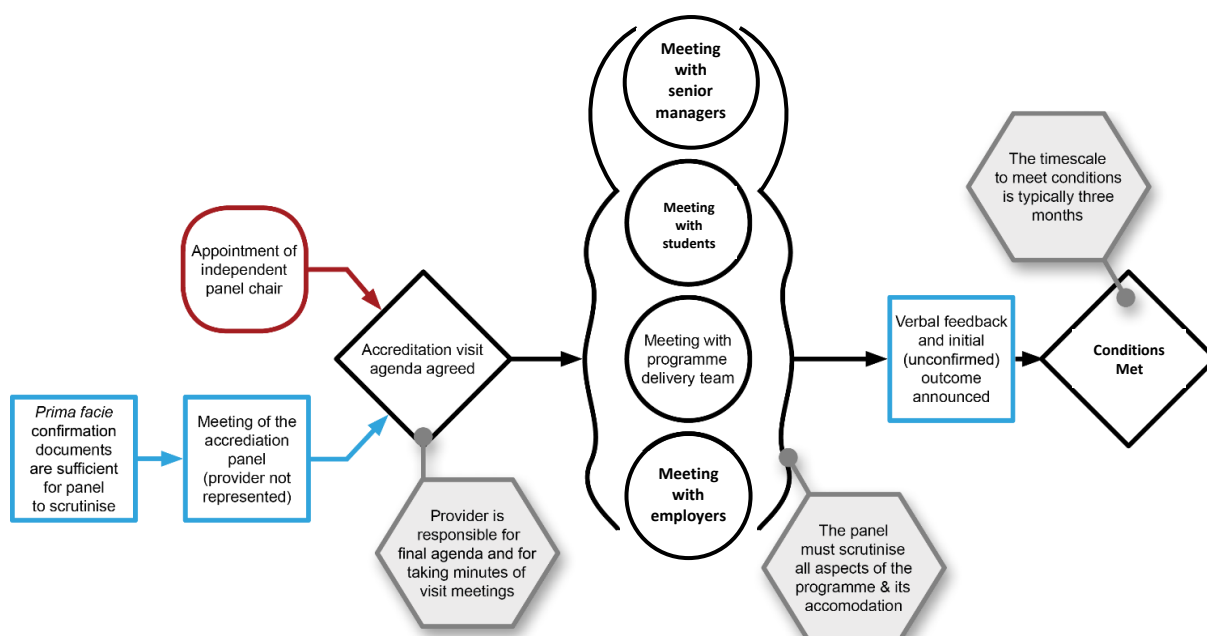 Meeting
with
senior
managers
The timescale
to meet conditions
is typically three
months
Meeting
with
students
Appointment of
independent
panel chair
Accreditation visit
agenda agreed
Meeting with
programme
delivery team
Verbal feedback
and initial
(unconfirmed)
outcome
announced
Conditions
Met
Prima facie
confirmation
documents
are sufficient
for panel
to scrutinise
Meeting of the
accrediation
panel
(provider not
represented)
Meeting
with
employers
Provider is
responsible for
final agenda and for
taking minutes of
visit meetings
The panel
must scrutinise
all aspects of the
programme & its
accomodation